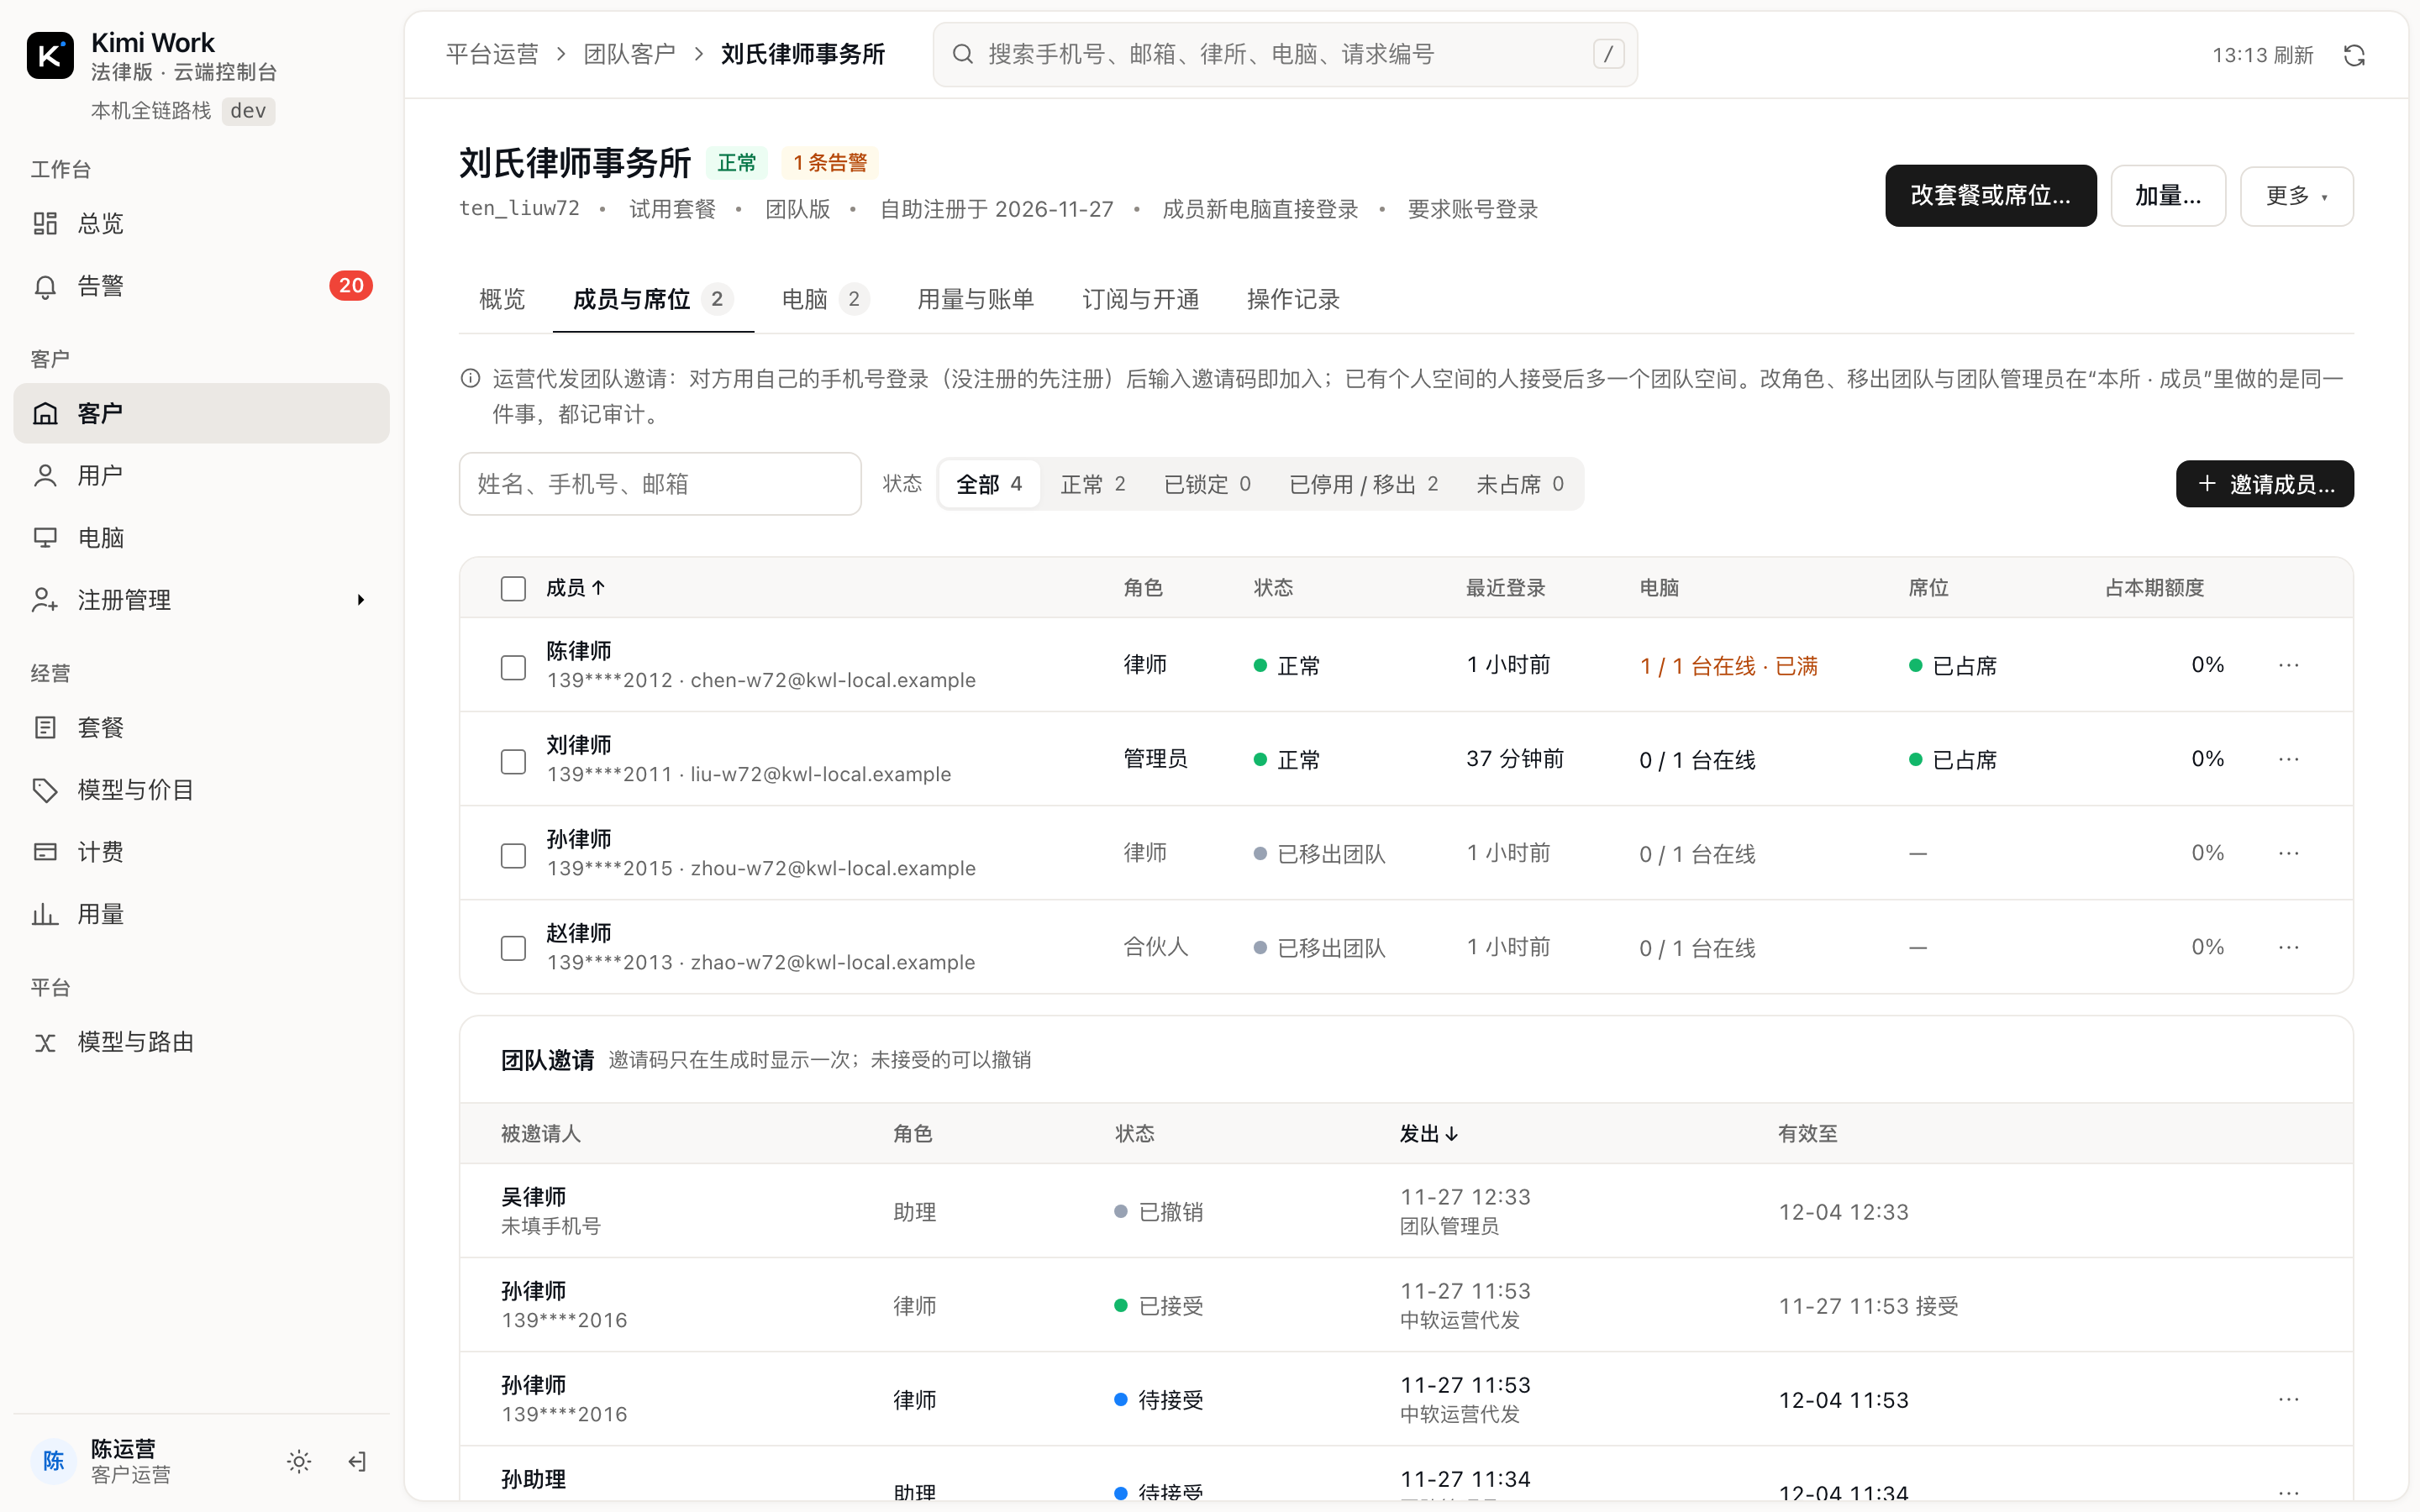 Kimi Work
法律版 · 云端控制台
本机全链路栈 dev
工作台
总览
告警 20
客户
客户
用户
电脑
注册管理
经营
套餐
模型与价目
计费
用量
平台
模型与路由
陈 陈运营
客户运营
平台运营 > 团队客户 > 刘氏律师事务所
搜索手机号、邮箱、律所、电脑、请求编号 /
13:13 刷新
刘氏律师事务所 正常 1 条告警
ten_liuw72 • 试用套餐 • 团队版 • 自助注册于 2026-11-27 • 成员新电脑直接登录 • 要求账号登录
改套餐或席位... 加量... 更多
概览 成员与席位 2 电脑 2 用量与账单 订阅与开通 操作记录
运营代发团队邀请：对方用自己的手机号登录（没注册的先注册）后输入邀请码即加入；已有个人空间的人接受后多一个团队空间。改角色、移出团队与团队管理员在“本所 · 成员”里做的是同一
件事，都记审计。
姓名、手机号、邮箱 状态 全部 4 正常 2 已锁定 0 已停用 / 移出 2 未占席 0 + 邀请成员...
成员 ↑ 角色 状态 最近登录 电脑 席位 占本期额度
陈律师
139****2012 · chen-w72@kwl-local.example 律师 正常 1 小时前 1 / 1 台在线 · 已满 已占席 0% ...
刘律师
139****2011 · liu-w72@kwl-local.example 管理员 正常 37 分钟前 0 / 1 台在线 已占席 0% ...
孙律师
139****2015 · zhou-w72@kwl-local.example 律师 已移出团队 1 小时前 0 / 1 台在线 — 0% ...
赵律师
139****2013 · zhao-w72@kwl-local.example 合伙人 已移出团队 1 小时前 0 / 1 台在线 — 0% ...
团队邀请 邀请码只在生成时显示一次；未接受的可以撤销
被邀请人 角色 状态 发出 ↓ 有效至
吴律师
未填手机号 助理 已撤销 11-27 12:33
团队管理员 12-04 12:33
孙律师
139****2016 律师 已接受 11-27 11:53
中软运营代发 11-27 11:53 接受
孙律师
139****2016 律师 待接受 11-27 11:53
中软运营代发 12-04 11:53 ...
孙助理 助理 待接受 11-27 11:34 12-04 11:34 ...